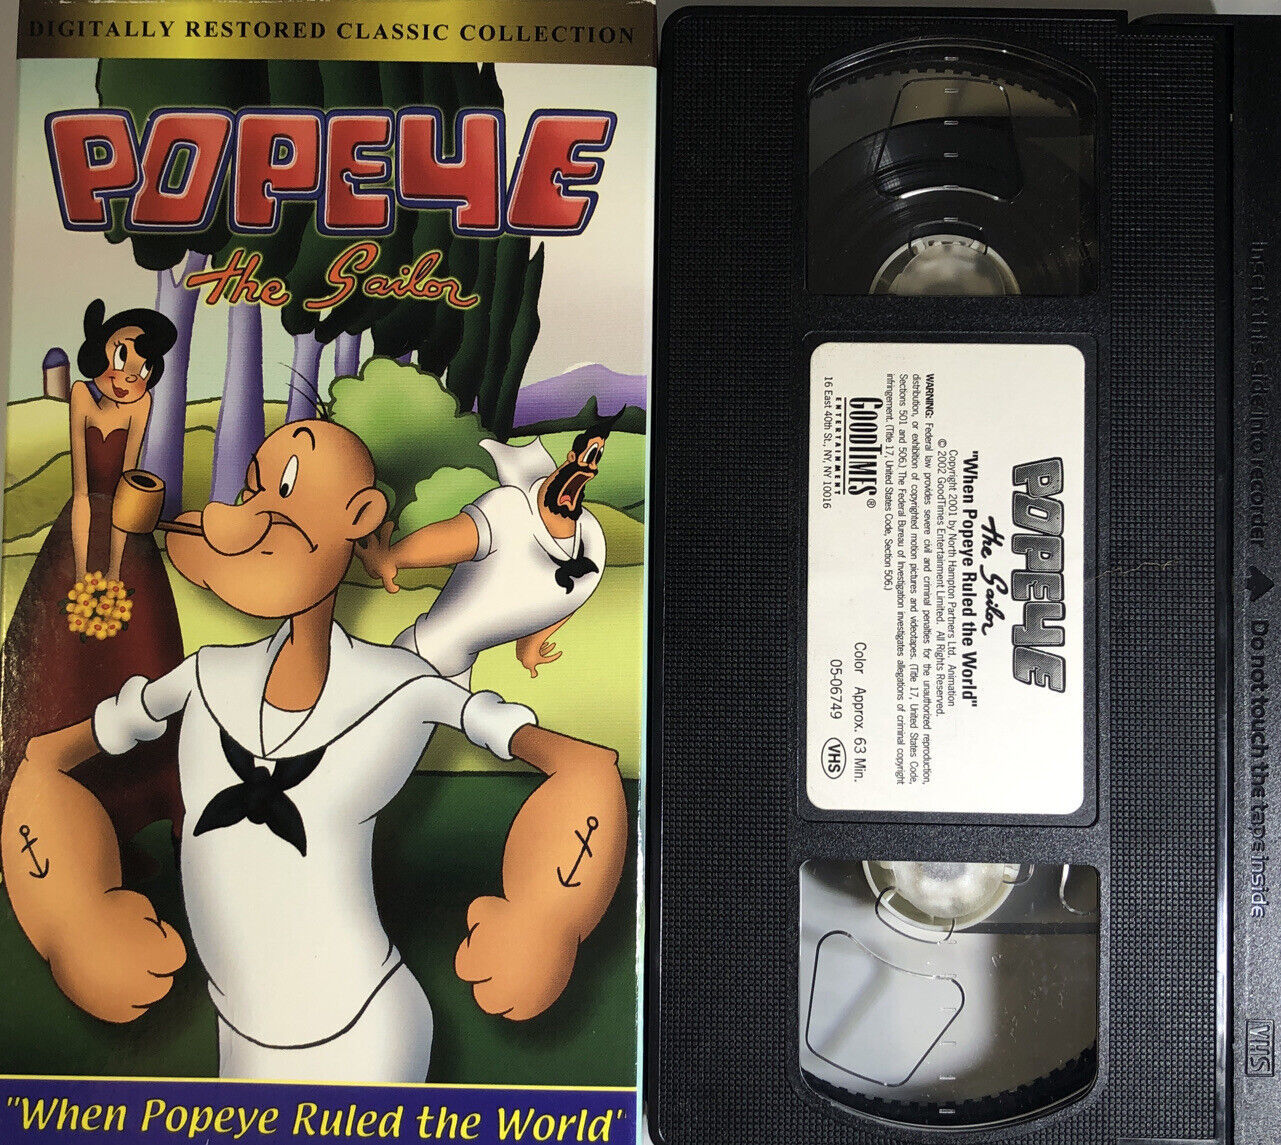 DIGITALLY RESTORED CLASSIC COLLECTION
POPEYE
the Sailor
"When Popeye Ruled the World"
POPEYE
the Sailor
"When Popeye Ruled the World"
Copyright 2001 by North Hampton Partners Ltd. Animation
© 2002 GoodTimes Entertainment Limited. All Rights Reserved.
WARNING: Federal law provides severe civil and criminal penalties for the unauthorized reproduction,
distribution, or exhibition of copyrighted motion pictures and videotapes. (Title 17, United States Code,
Sections 501 and 506.) The Federal Bureau of Investigation investigates allegations of criminal copyright
infringement. (Title 17, United States Code, Section 506.)
GOODTIMES®
ENTERTAINMENT
16 East 40th St., NY, NY 10016
Color Approx. 63 Min.
05-06749
VHS
Insert this side into recorder Do not touch the tape inside
VHS